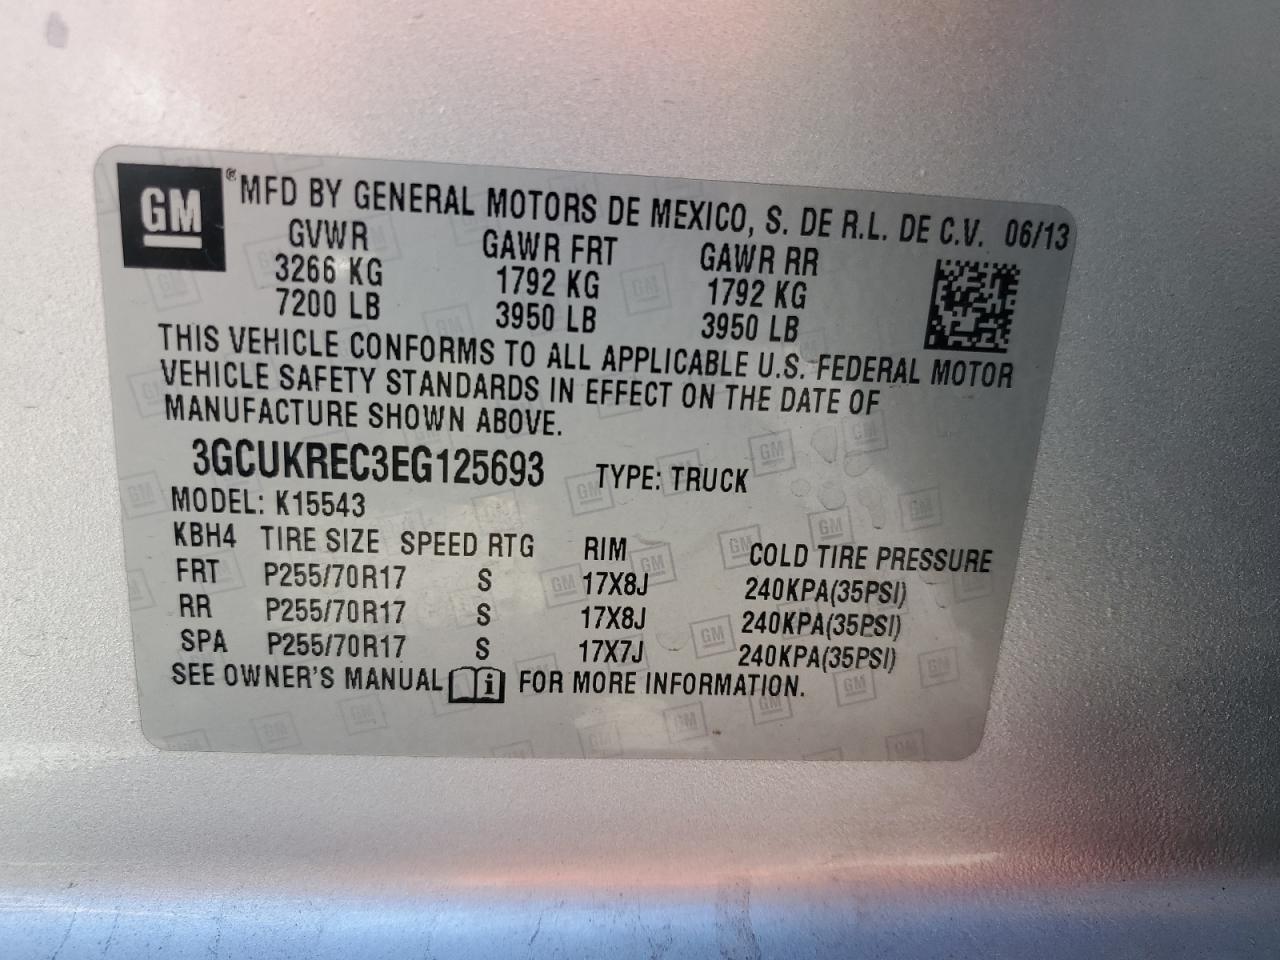 GM ® MFD BY GENERAL MOTORS DE MEXICO, S. DE R.L. DE C.V. 06/13
GVWR GAWR FRT GAWR RR
3266 KG 1792 KG 1792 KG
7200 LB 3950 LB 3950 LB
THIS VEHICLE CONFORMS TO ALL APPLICABLE U.S. FEDERAL MOTOR
VEHICLE SAFETY STANDARDS IN EFFECT ON THE DATE OF
MANUFACTURE SHOWN ABOVE.
3GCUKREC3EG125693 TYPE: TRUCK
MODEL: K15543
KBH4 TIRE SIZE SPEED RTG RIM COLD TIRE PRESSURE
FRT P255/70R17 S 17X8J 240KPA(35PSI)
RR P255/70R17 S 17X8J 240KPA(35PSI)
SPA P255/70R17 S 17X7J 240KPA(35PSI)
SEE OWNER'S MANUAL i FOR MORE INFORMATION.